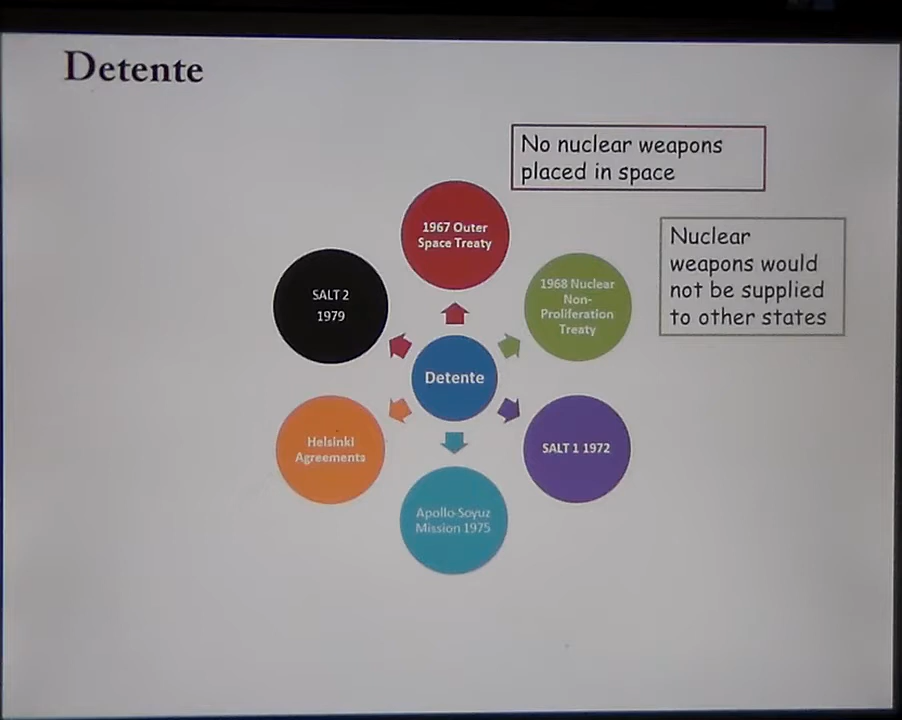 Detente
No nuclear weapons
placed in space
1967 Outer
Space Treaty
Nuclear
weapons would
not be supplied
to other states
1968 Nuclear
Non-
Proliferation
Treaty
SALT 2
1979
Detente
Helsinki
Agreements
SALT 1 1972
Apollo-Soyuz
Mission 1975